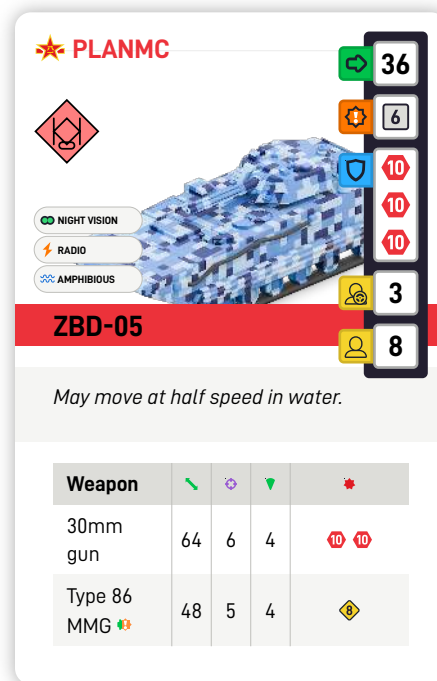 PLANMC
36
6
10
10
10
NIGHT VISION
RADIO
AMPHIBIOUS
3
ZBD-05
8
May move at half speed in water.
Weapon
30mm
gun
64 6 4 10 10
Type 86
MMG
48 5 4 8